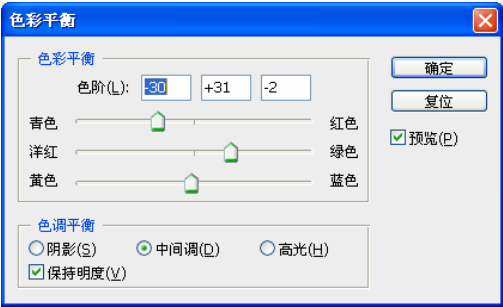 色彩平衡
色彩平衡
色阶(L): -30 +31 -2
青色 红色
洋红 绿色
黄色 蓝色
确定
复位
预览(P)
色调平衡
阴影(S) 中间调(D) 高光(H)
保持明度(V)